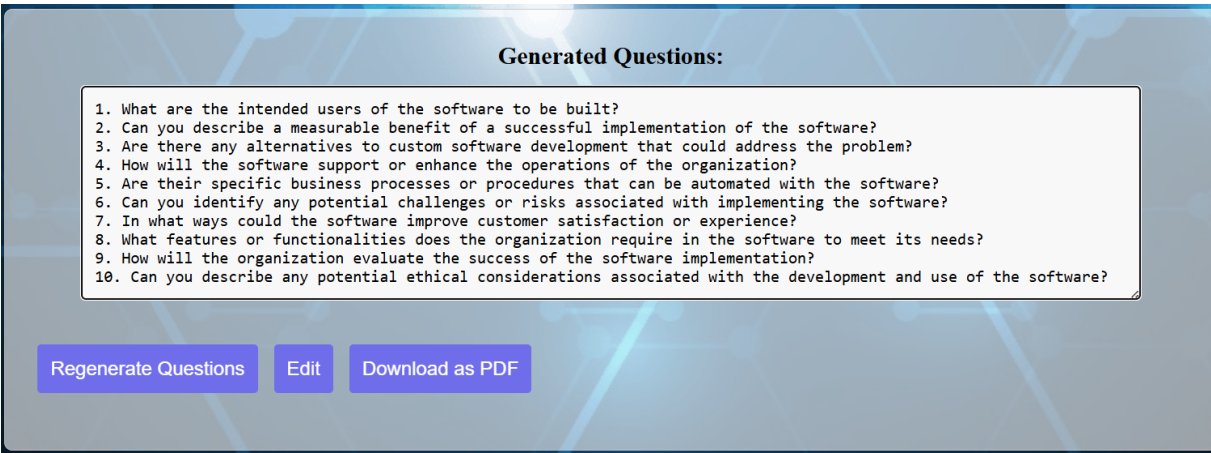 Generated Questions:
1. What are the intended users of the software to be built?
2. Can you describe a measurable benefit of a successful implementation of the software?
3. Are there any alternatives to custom software development that could address the problem?
4. How will the software support or enhance the operations of the organization?
5. Are their specific business processes or procedures that can be automated with the software?
6. Can you identify any potential challenges or risks associated with implementing the software?
7. In what ways could the software improve customer satisfaction or experience?
8. What features or functionalities does the organization require in the software to meet its needs?
9. How will the organization evaluate the success of the software implementation?
10. Can you describe any potential ethical considerations associated with the development and use of the software?
Regenerate Questions
Edit
Download as PDF